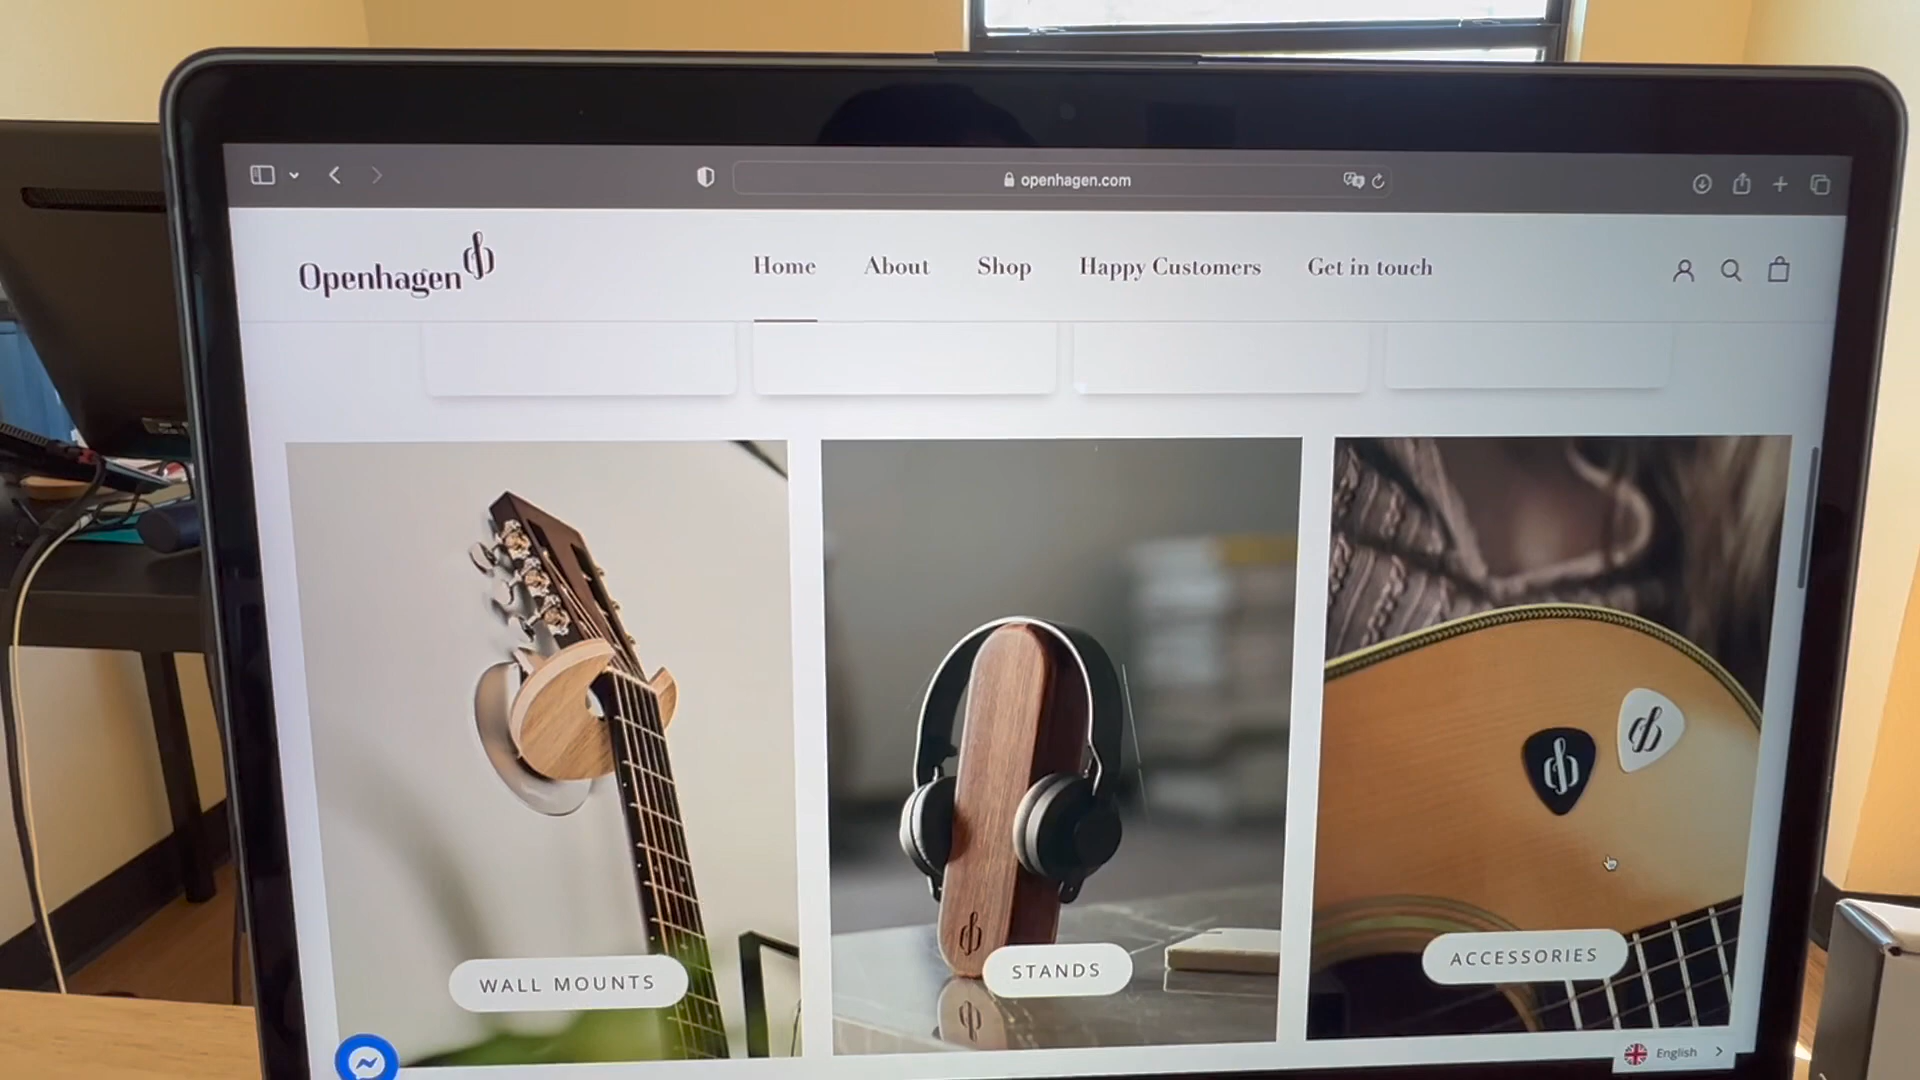 openhagen.com
Openhagen
Home About Shop Happy Customers Get in touch
WALL MOUNTS
STANDS
ACCESSORIES
English